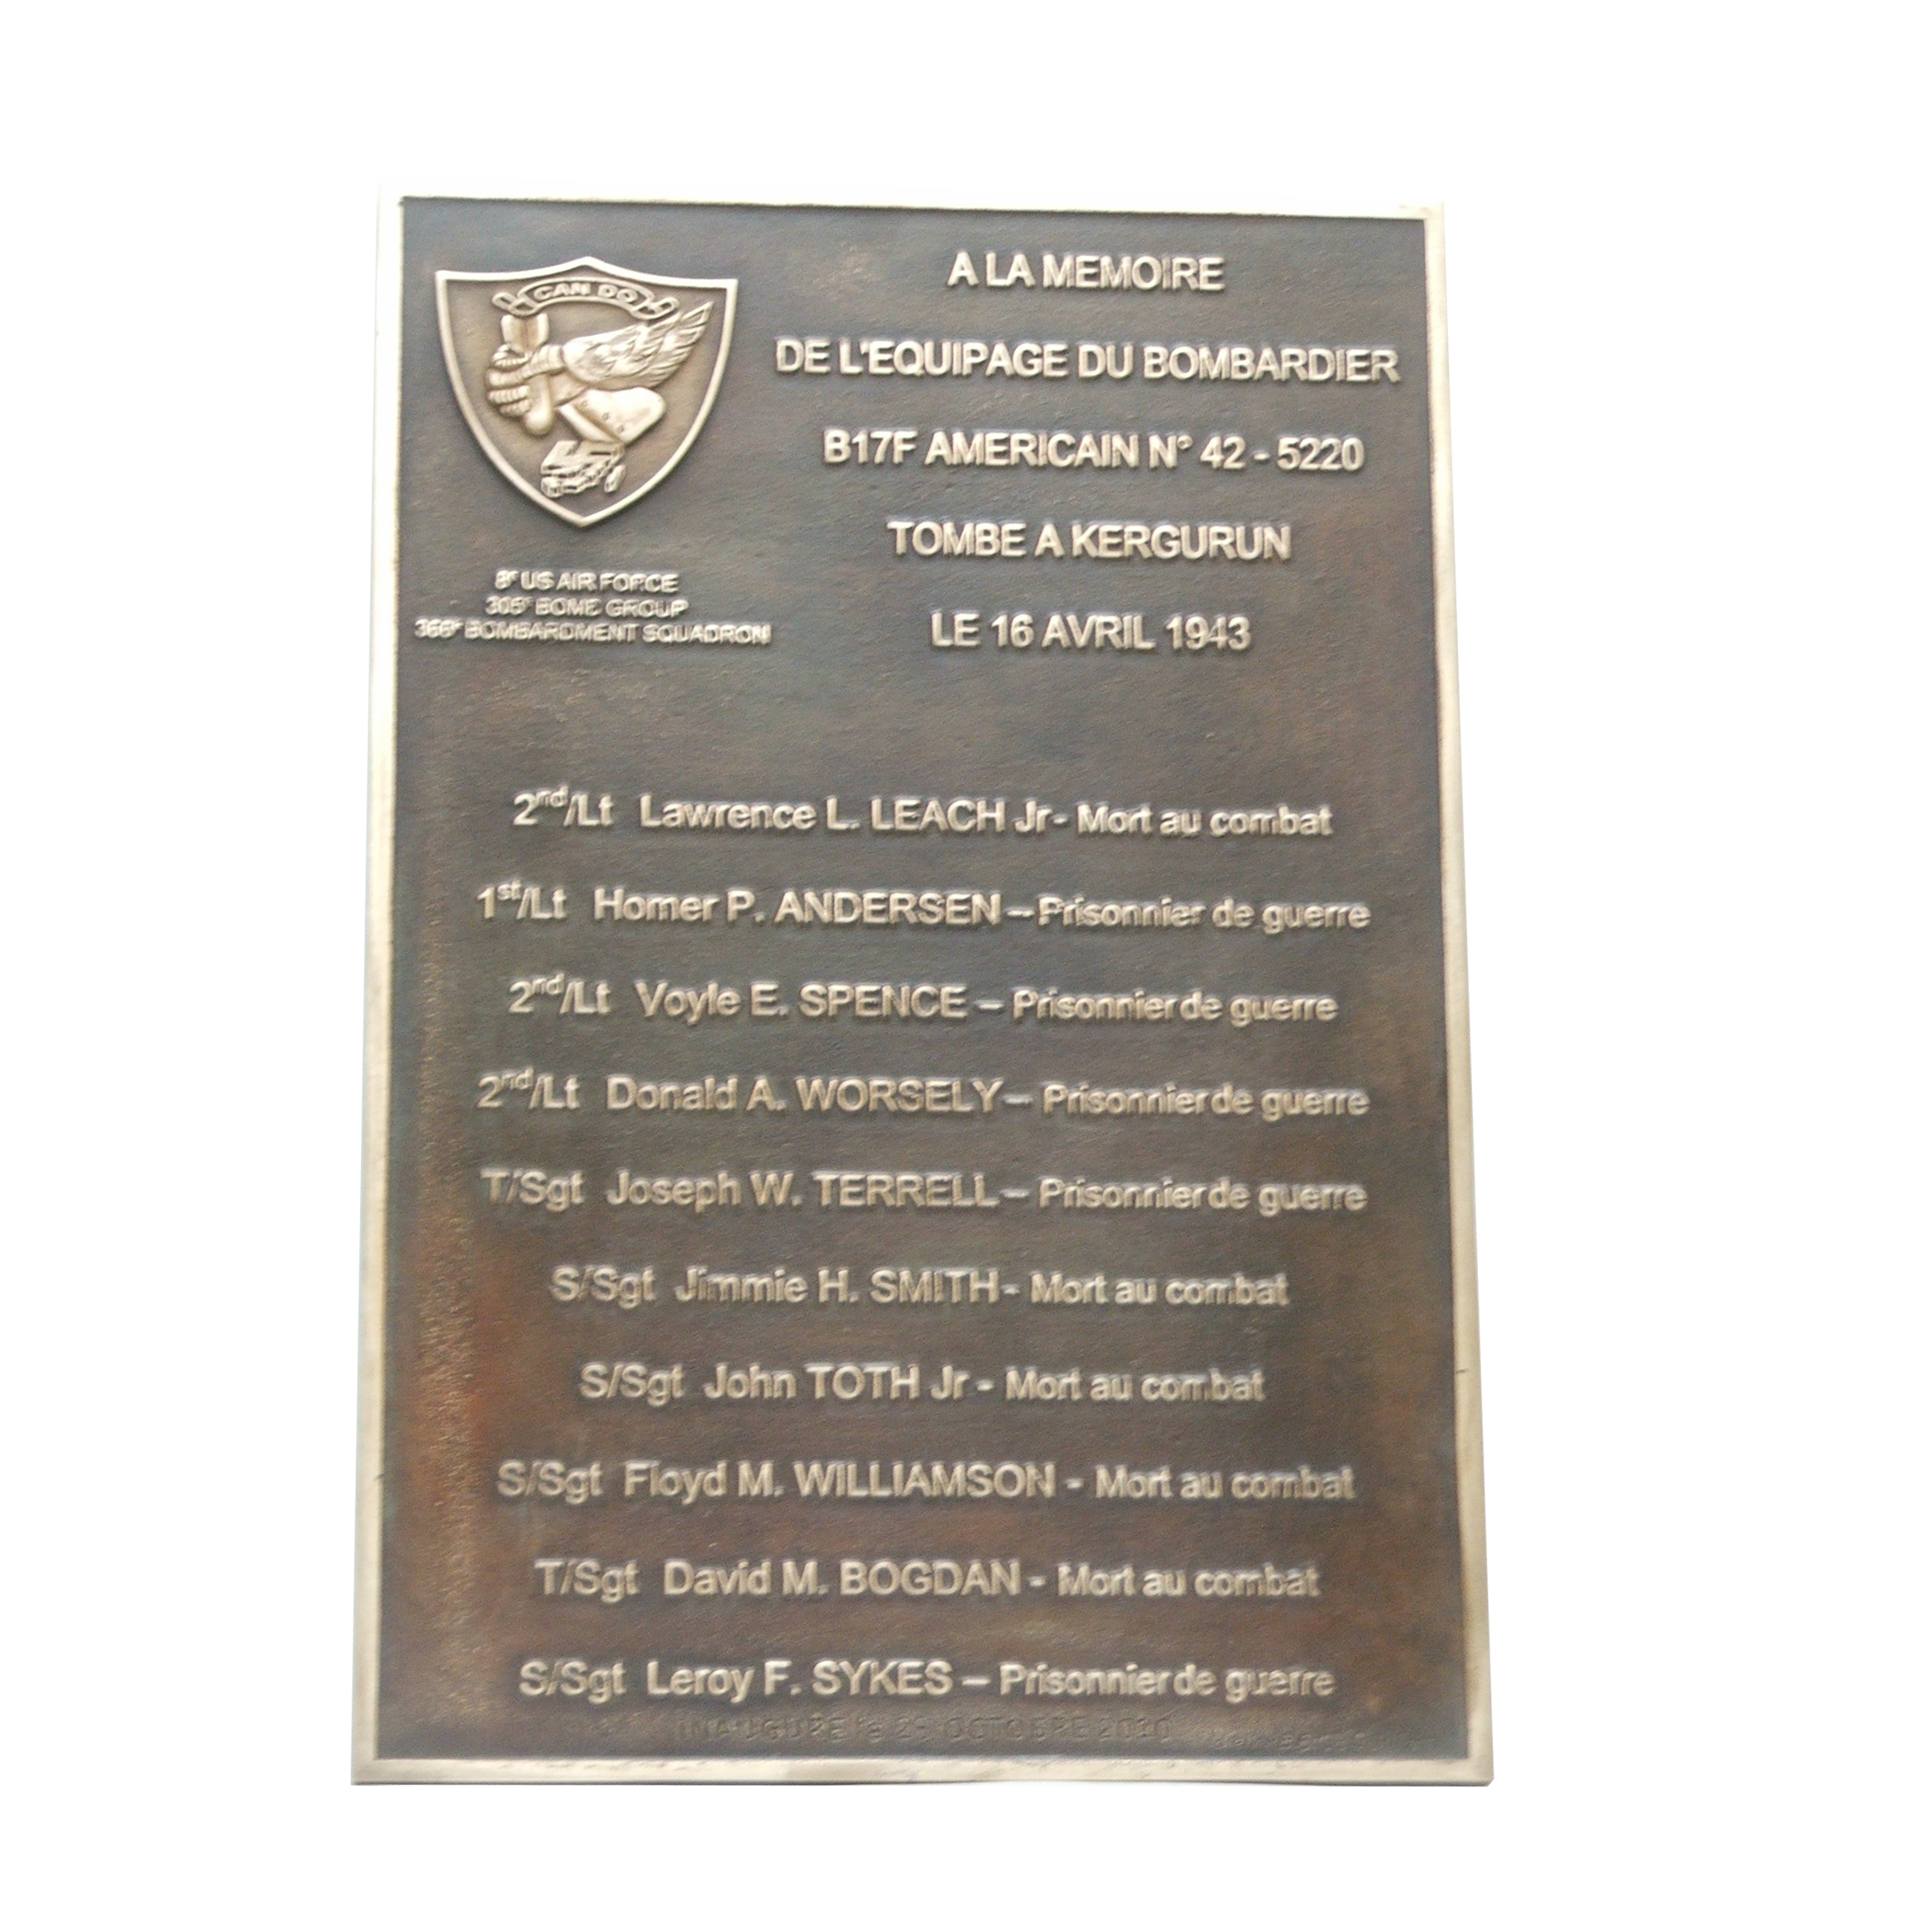 CAN DO
8e US AIR FORCE
305e BOMB GROUP
366e BOMBARDMENT SQUADRON
A LA MEMOIRE
DE L'EQUIPAGE DU BOMBARDIER
B17F AMERICAIN N° 42 - 5220
TOMBE A KERGURUN
LE 16 AVRIL 1943
2nd/Lt Lawrence L. LEACH Jr - Mort au combat
1st/Lt Homer P. ANDERSEN – Prisonnier de guerre
2nd/Lt Voyle E. SPENCE – Prisonnier de guerre
2nd/Lt Donald A. WORSELY – Prisonnier de guerre
T/Sgt Joseph W. TERRELL – Prisonnier de guerre
S/Sgt Jimmie H. SMITH - Mort au combat
S/Sgt John TOTH Jr - Mort au combat
S/Sgt Floyd M. WILLIAMSON - Mort au combat
T/Sgt David M. BOGDAN - Mort au combat
S/Sgt Leroy F. SYKES – Prisonnier de guerre
INAUGURE le OCTOBRE 2010